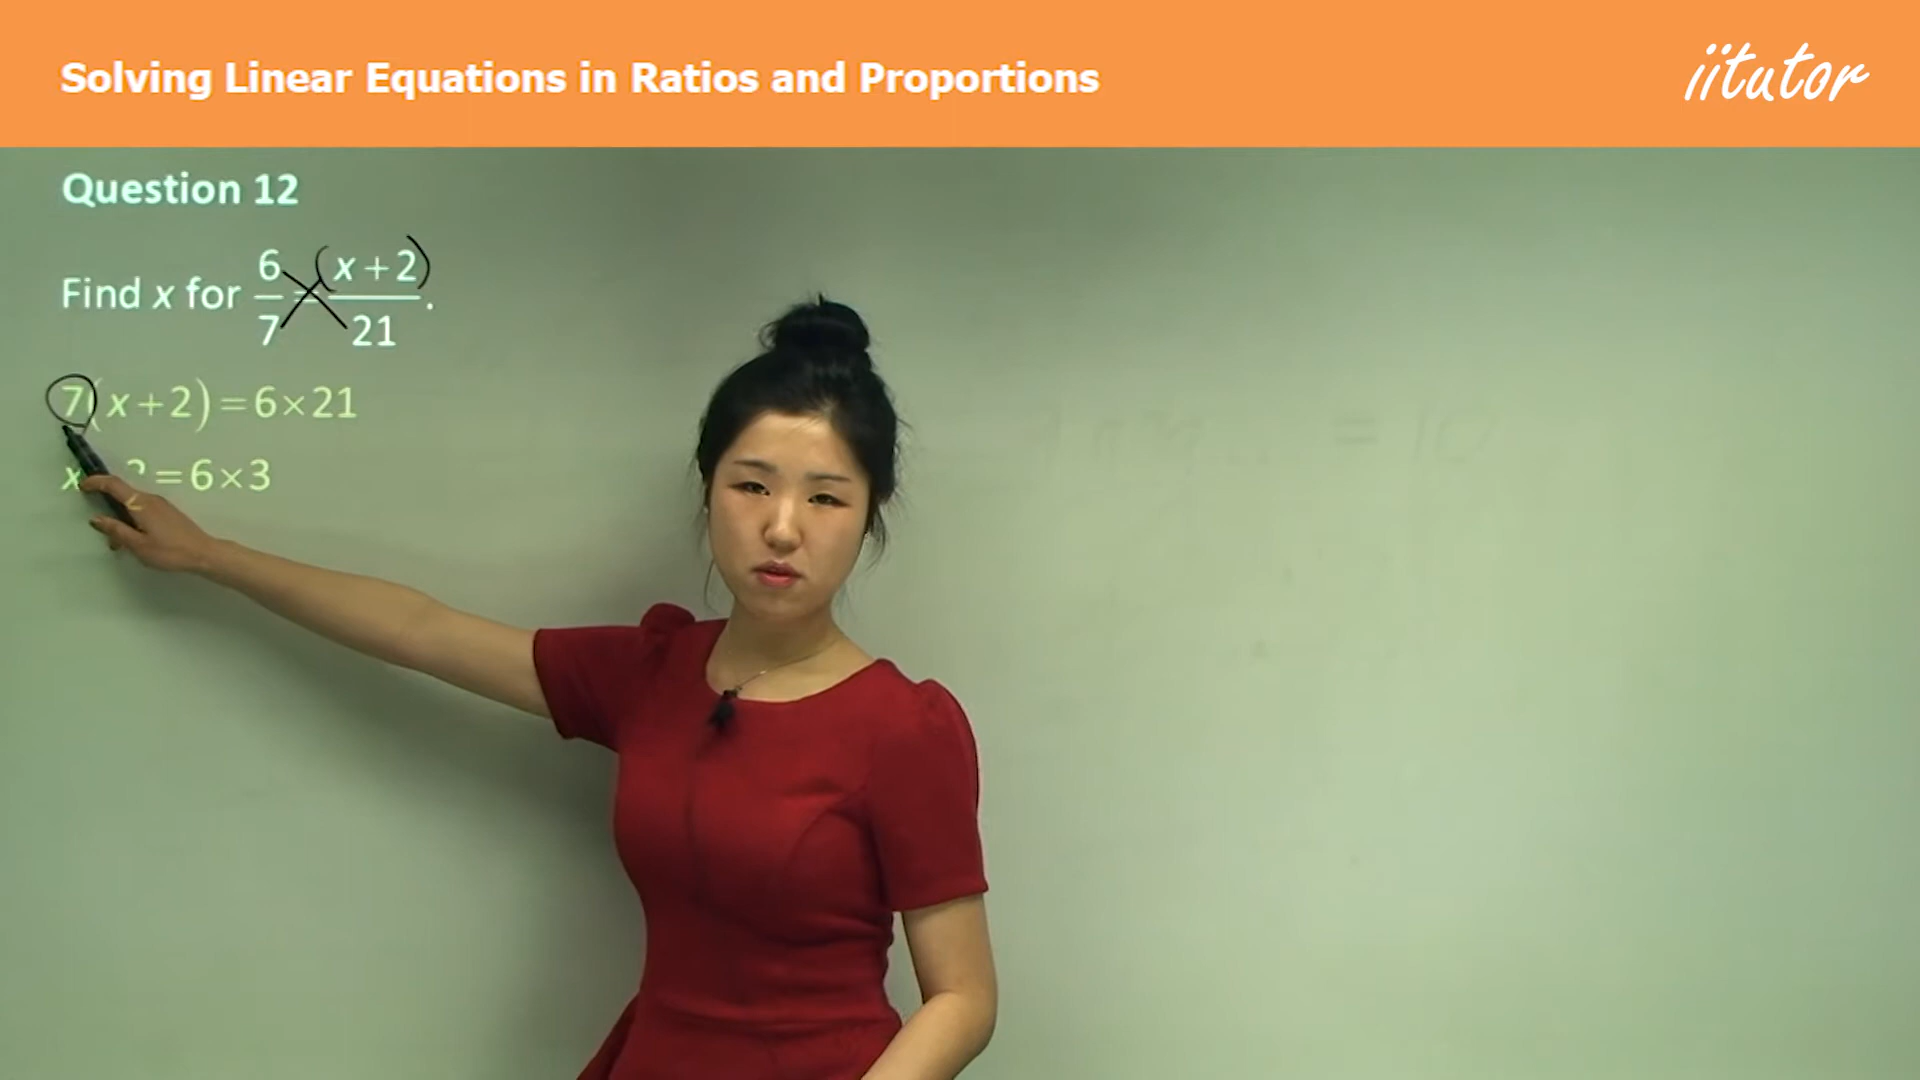 Solving Linear Equations in Ratios and Proportions
iitutor
Question 12
Find x for 6/7 = (x+2)/21.
7(x+2)=6×21
x 2=6×3